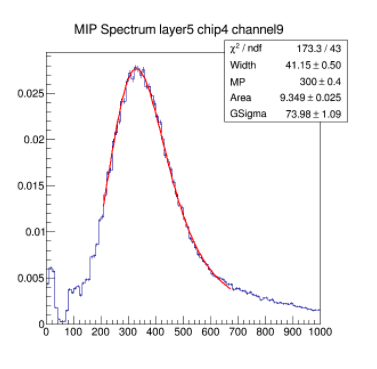 MIP Spectrum layer5 chip4 channel9
χ² / ndf 173.3 / 43
Width 41.15 ± 0.50
MP 300 ± 0.4
Area 9.349 ± 0.025
GSigma 73.98 ± 1.09
0.025
0.02
0.015
0.01
0.005
0
0 100 200 300 400 500 600 700 800 900 1000